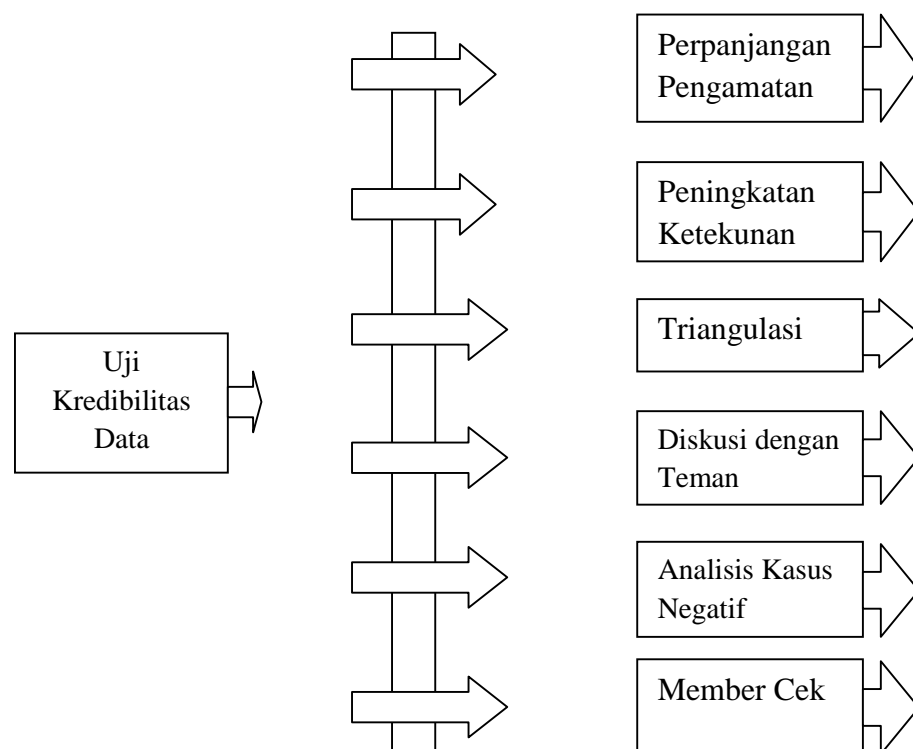 Uji
Kredibilitas
Data
Perpanjangan
Pengamatan
Peningkatan
Ketekunan
Triangulasi
Diskusi dengan
Teman
Analisis Kasus
Negatif
Member Cek